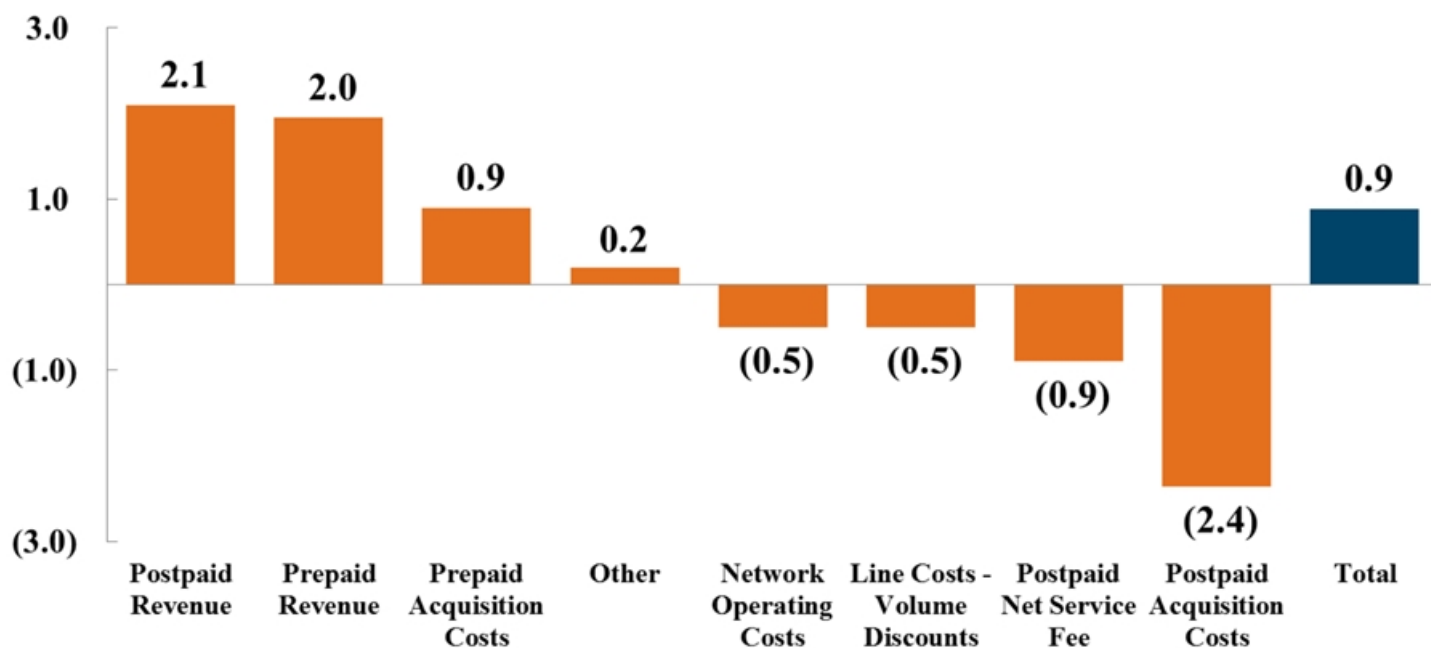 3.0
1.0
(1.0)
(3.0)
2.1
2.0
0.9
0.2
(0.5)
(0.5)
(0.9)
(2.4)
0.9
Postpaid
Revenue
Prepaid
Revenue
Prepaid
Acquisition
Costs
Other
Network
Operating
Costs
Line Costs -
Volume
Discounts
Postpaid
Net Service
Fee
Postpaid
Acquisition
Costs
Total